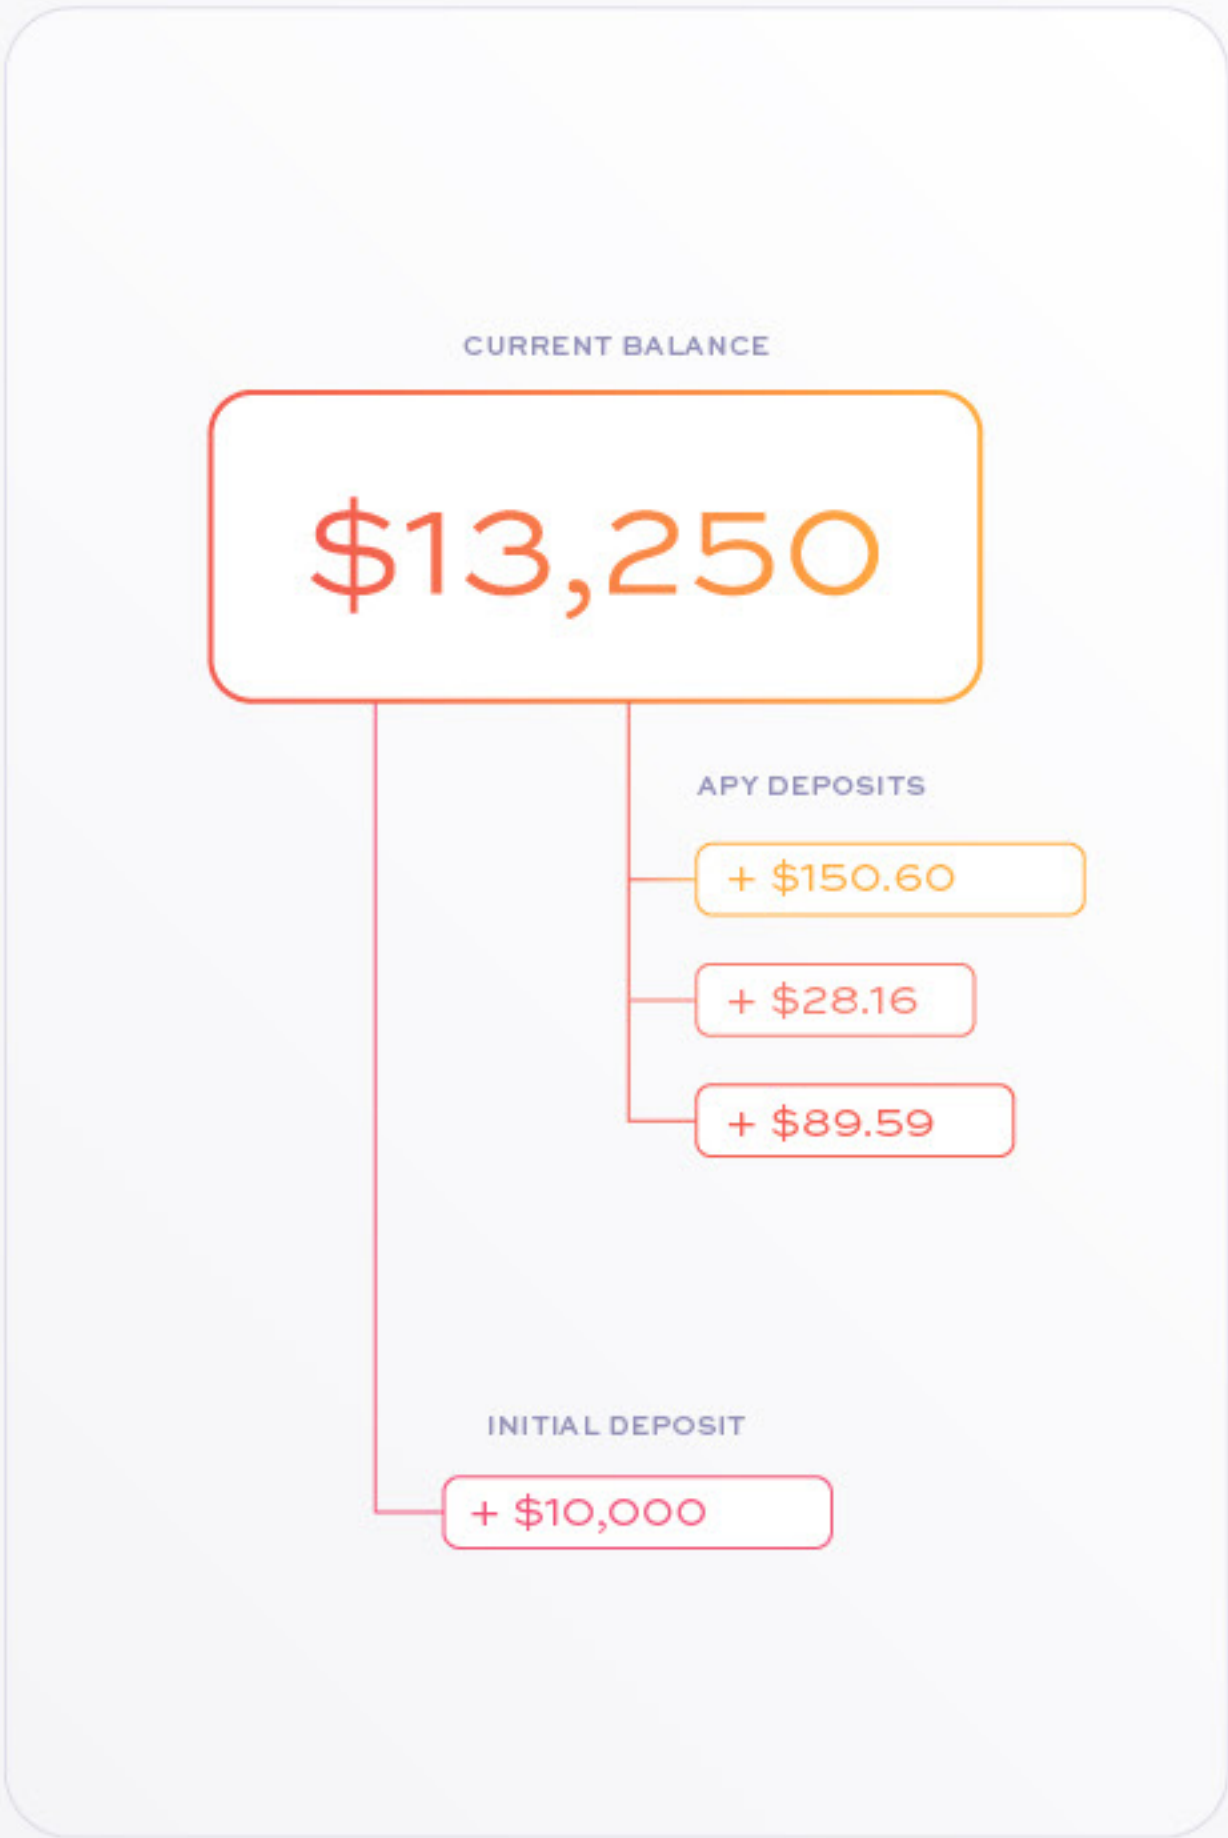 CURRENT BALANCE
$13,250
APY DEPOSITS
+ $150.60
+ $28.16
+ $89.59
INITIAL DEPOSIT
+ $10,000